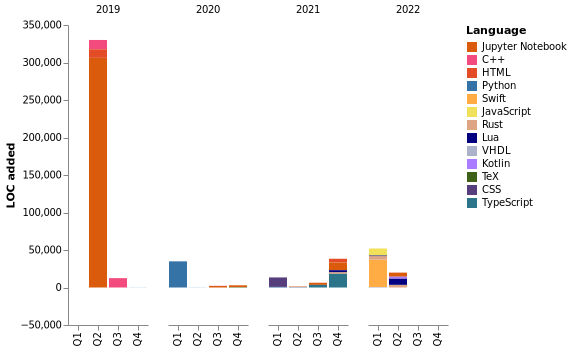 2019 2020 2021 2022
350,000
300,000
250,000
200,000
150,000
100,000
50,000
0
−50,000
LOC added
Q1 Q2 Q3 Q4 Q1 Q2 Q3 Q4 Q1 Q2 Q3 Q4 Q1 Q2 Q3 Q4
Language
Jupyter Notebook
C++
HTML
Python
Swift
JavaScript
Rust
Lua
VHDL
Kotlin
TeX
CSS
TypeScript